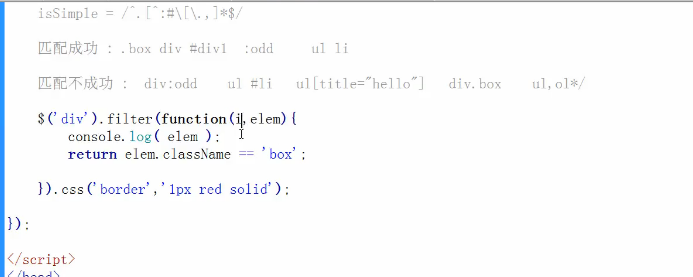 isSimple = /^.[^:#\[\.,]*$/
匹配成功 : .box div #div1 :odd ul li
匹配不成功 : div:odd ul #li ul[title="hello"] div.box ul,ol*/
$('div').filter(function(i,elem){
console.log( elem );
return elem.className == 'box';
}).css('border','1px red solid');
});
</script>
</head>